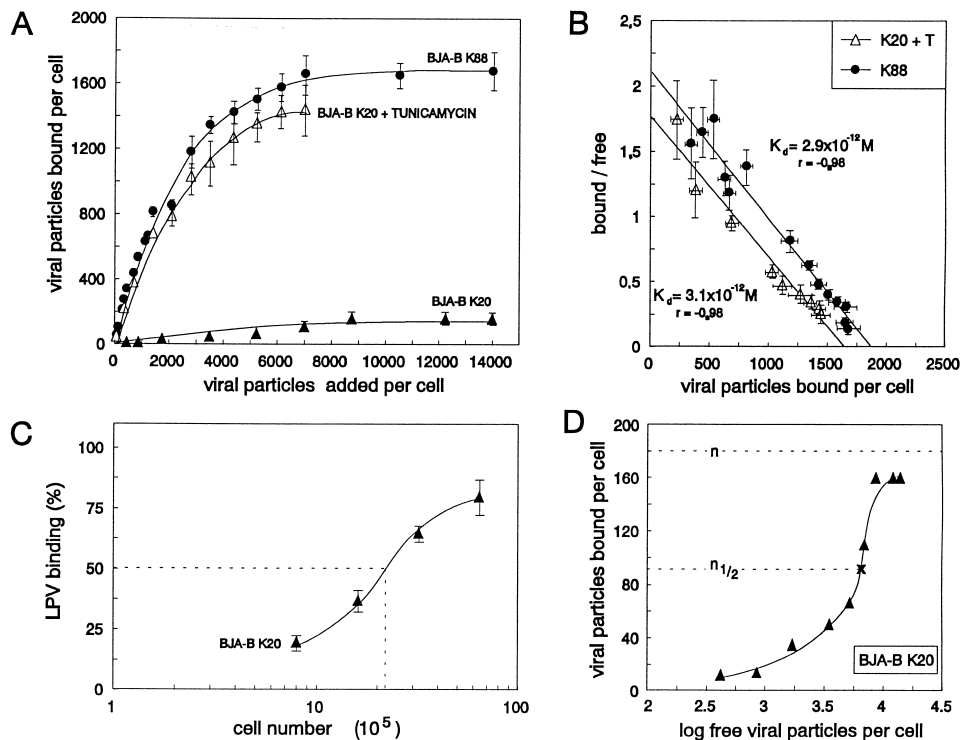 A
2000
1600
1200
800
400
0
viral particles bound per cell
BJA-B K88
BJA-B K20 + TUNICAMYCIN
BJA-B K20
0 2000 4000 6000 8000 10000 12000 14000
viral particles added per cell
B
2,5
2
1,5
1
0,5
0
bound / free
K20 + T
K88
Kd = 2.9x10-12M
r = -0.98
Kd = 3.1x10-12M
r = -0.98
0 500 1000 1500 2000 2500
viral particles bound per cell
C
100
75
50
25
0
LPV binding (%)
BJA-B K20
1 10 100
cell number (10^5)
D
200
160
120
80
40
0
viral particles bound per cell
n
n1/2
BJA-B K20
2 2.5 3 3.5 4 4.5
log free viral particles per cell